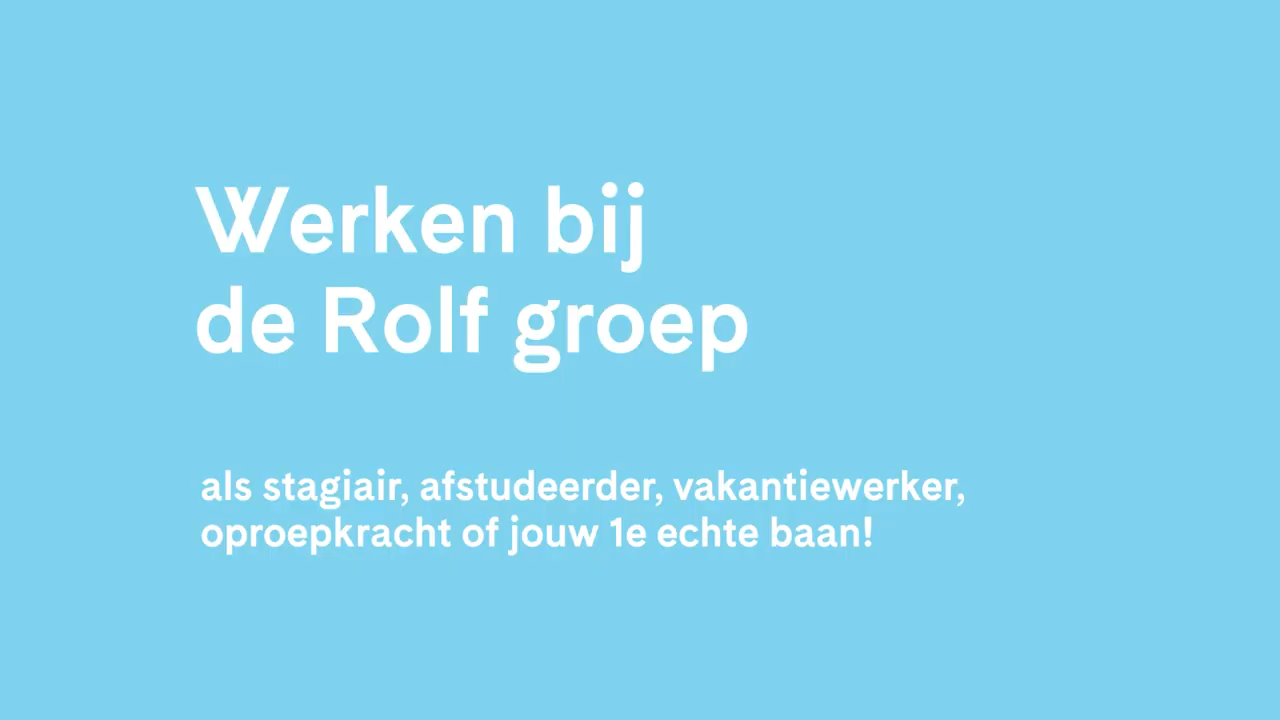 Werken bij
de Rolf groep
als stagiair, afstudeerder, vakantiewerker,
oproepkracht of jouw 1e echte baan!